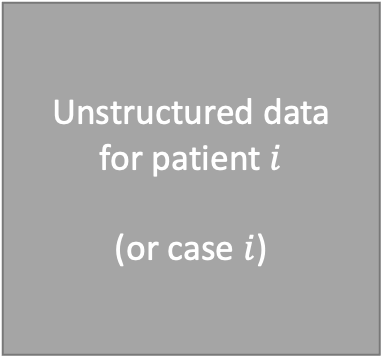 Unstructured data
for patient i
(or case i)